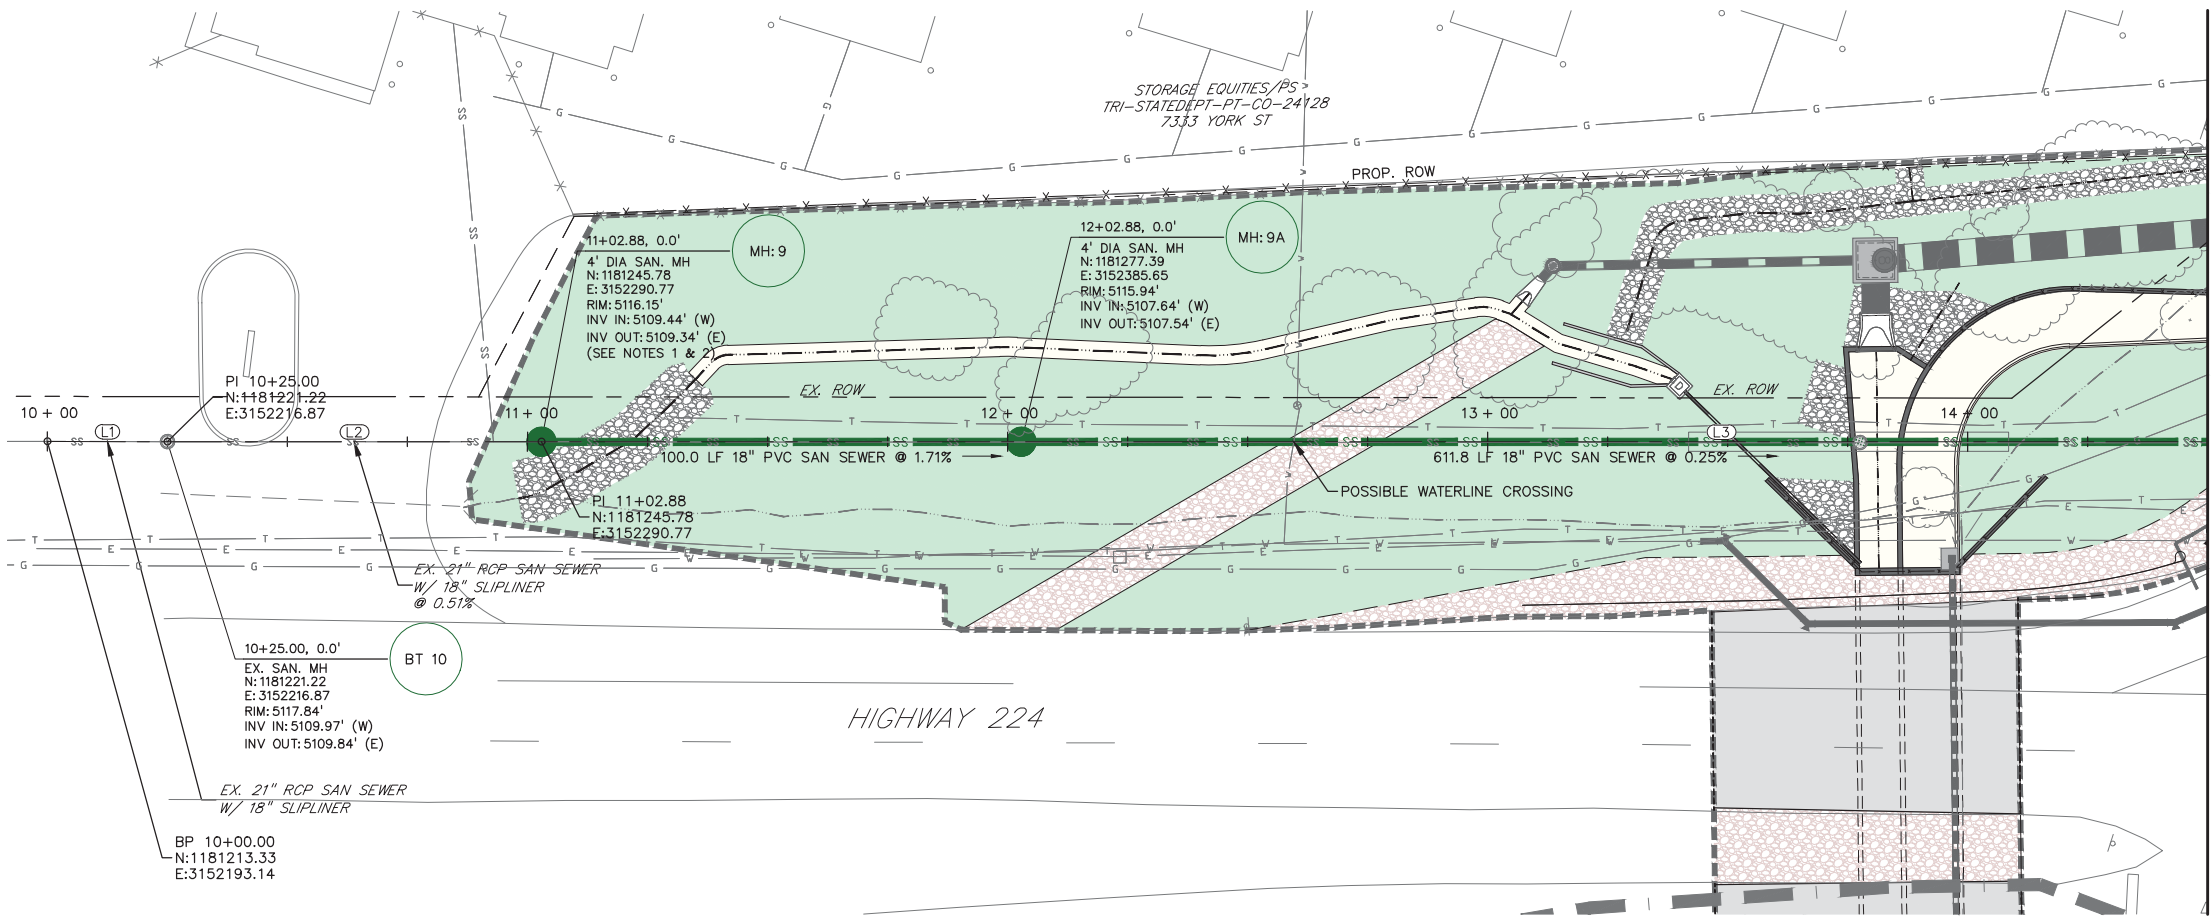 STORAGE EQUITIES/PS
TRI-STATEDEPT-PT-CO-24128
7333 YORK ST
PROP. ROW
11+02.88, 0.0'
4' DIA SAN. MH
N:1181245.78
E:3152290.77
RIM:5116.15'
INV IN:5109.44' (W)
INV OUT:5109.34' (E)
(SEE NOTES 1 & 2)
MH:9
12+02.88, 0.0'
4' DIA SAN. MH
N:1181277.39
E:3152385.65
RIM:5115.94'
INV IN:5107.64' (W)
INV OUT:5107.54' (E)
MH:9A
PI 10+25.00
N:1181221.22
E:3152216.87
EX. ROW
EX. ROW
10 + 00
11 + 00
12 + 00
13 + 00
14 + 00
L1
L2
L3
100.0 LF 18" PVC SAN SEWER @ 1.71%
611.8 LF 18" PVC SAN SEWER @ 0.25%
POSSIBLE WATERLINE CROSSING
PI 11+02.88
N:1181245.78
E:3152290.77
EX. 21" RCP SAN SEWER
W/ 18" SLIPLINER
@ 0.51%
10+25.00, 0.0'
EX. SAN. MH
N:1181221.22
E:3152216.87
RIM:5117.84'
INV IN:5109.97' (W)
INV OUT:5109.84' (E)
BT 10
HIGHWAY 224
EX. 21" RCP SAN SEWER
W/ 18" SLIPLINER
BP 10+00.00
N:1181213.33
E:3152193.14